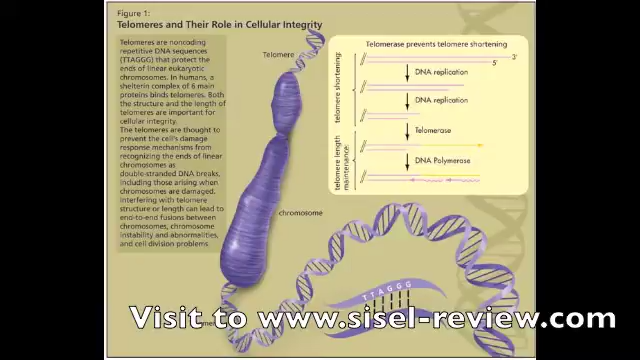 Figure 1:
Telomeres and Their Role in Cellular Integrity
Telomeres are noncoding
repetitive DNA sequences
(TTAGGG) that protect the
ends of linear eukaryotic
chromosomes. In humans, a
shelterin complex of 6 main
proteins binds telomeres. Both
the structure and the length of
telomeres are important for
cellular integrity.
The telomeres are thought to
prevent the cell's damage
response mechanisms from
recognizing the ends of linear
chromosomes as
double-stranded DNA breaks,
including those arising when
chromosomes are damaged.
Interfering with telomere
structure or length can lead to
end-to-end fusions between
chromosomes, chromosome
instability and abnormalities,
and cell division problems.
Telomere
chromosome
Telomerase prevents telomere shortening
telomere shortening:
3'
5'
DNA replication
DNA replication
telomere length
maintenance:
Telomerase
DNA Polymerase
TTAGGG
Visit to www.sisel-review.com